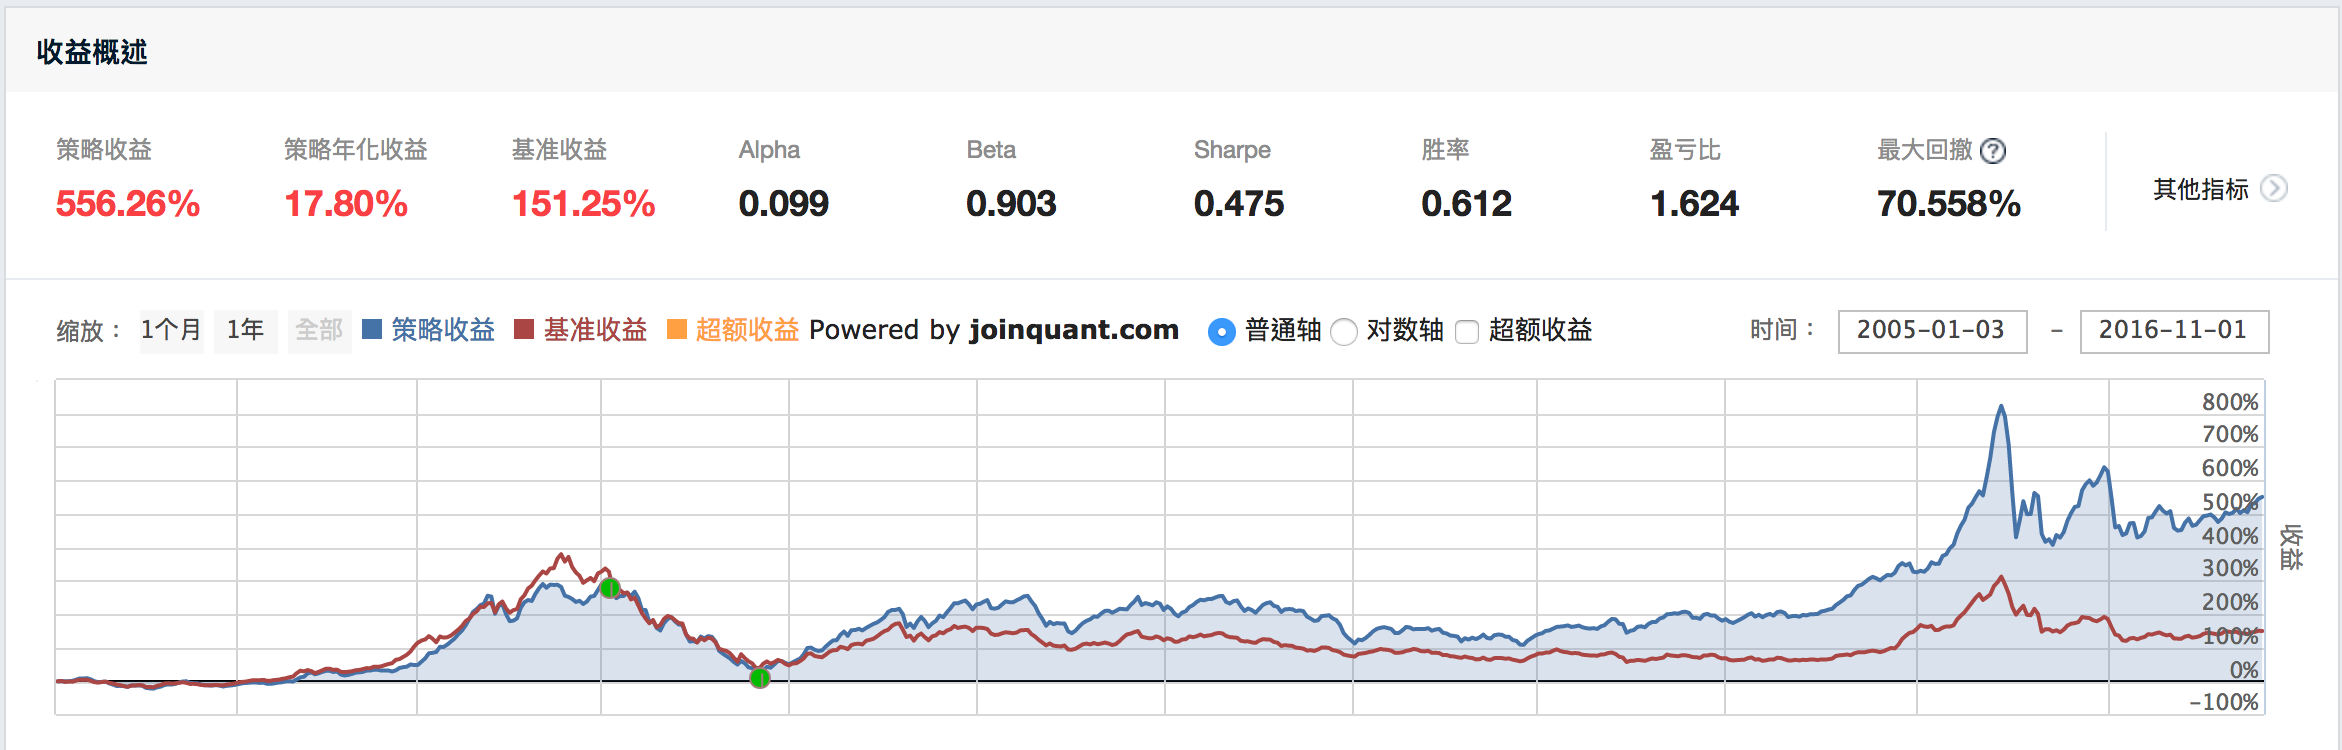 收益概述
策略收益 策略年化收益 基准收益 Alpha Beta Sharpe 胜率 盈亏比 最大回撤 ?
556.26% 17.80% 151.25% 0.099 0.903 0.475 0.612 1.624 70.558% 其他指标
缩放: 1个月 1年 全部 策略收益 基准收益 超额收益 Powered by joinquant.com 普通轴 对数轴 超额收益 时间: 2005-01-03 - 2016-11-01
800%
700%
600%
500%
400%
300%
200%
100%
0%
-100%
收益